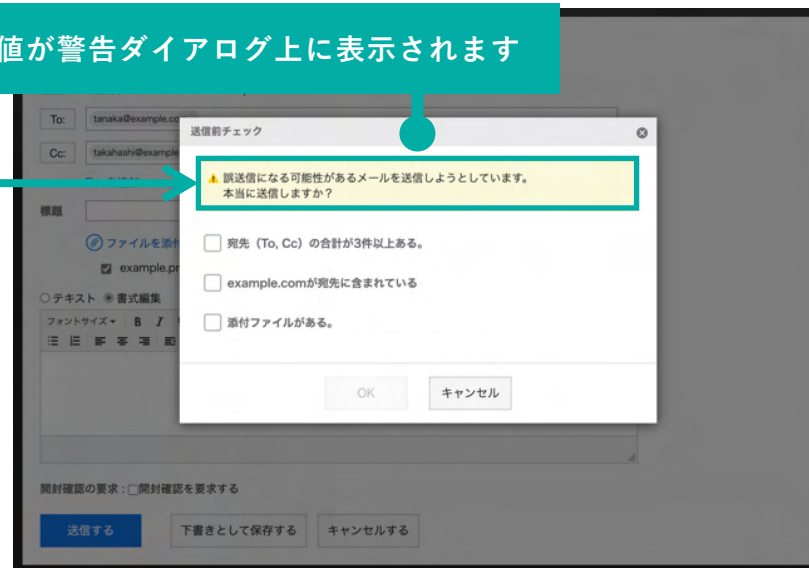 値が警告ダイアログ上に表示されます
To: tanaka@example.co
Cc: takahashi@example
標題
ファイルを添付
example.pr
テキスト 書式編集
フォントサイズ B I
送信前チェック
誤送信になる可能性があるメールを送信しようとしています。
本当に送信しますか？
宛先（To, Cc）の合計が3件以上ある。
example.comが宛先に含まれている
添付ファイルがある。
OK キャンセル
開封確認の要求 : 開封確認を要求する
送信する 下書きとして保存する キャンセルする